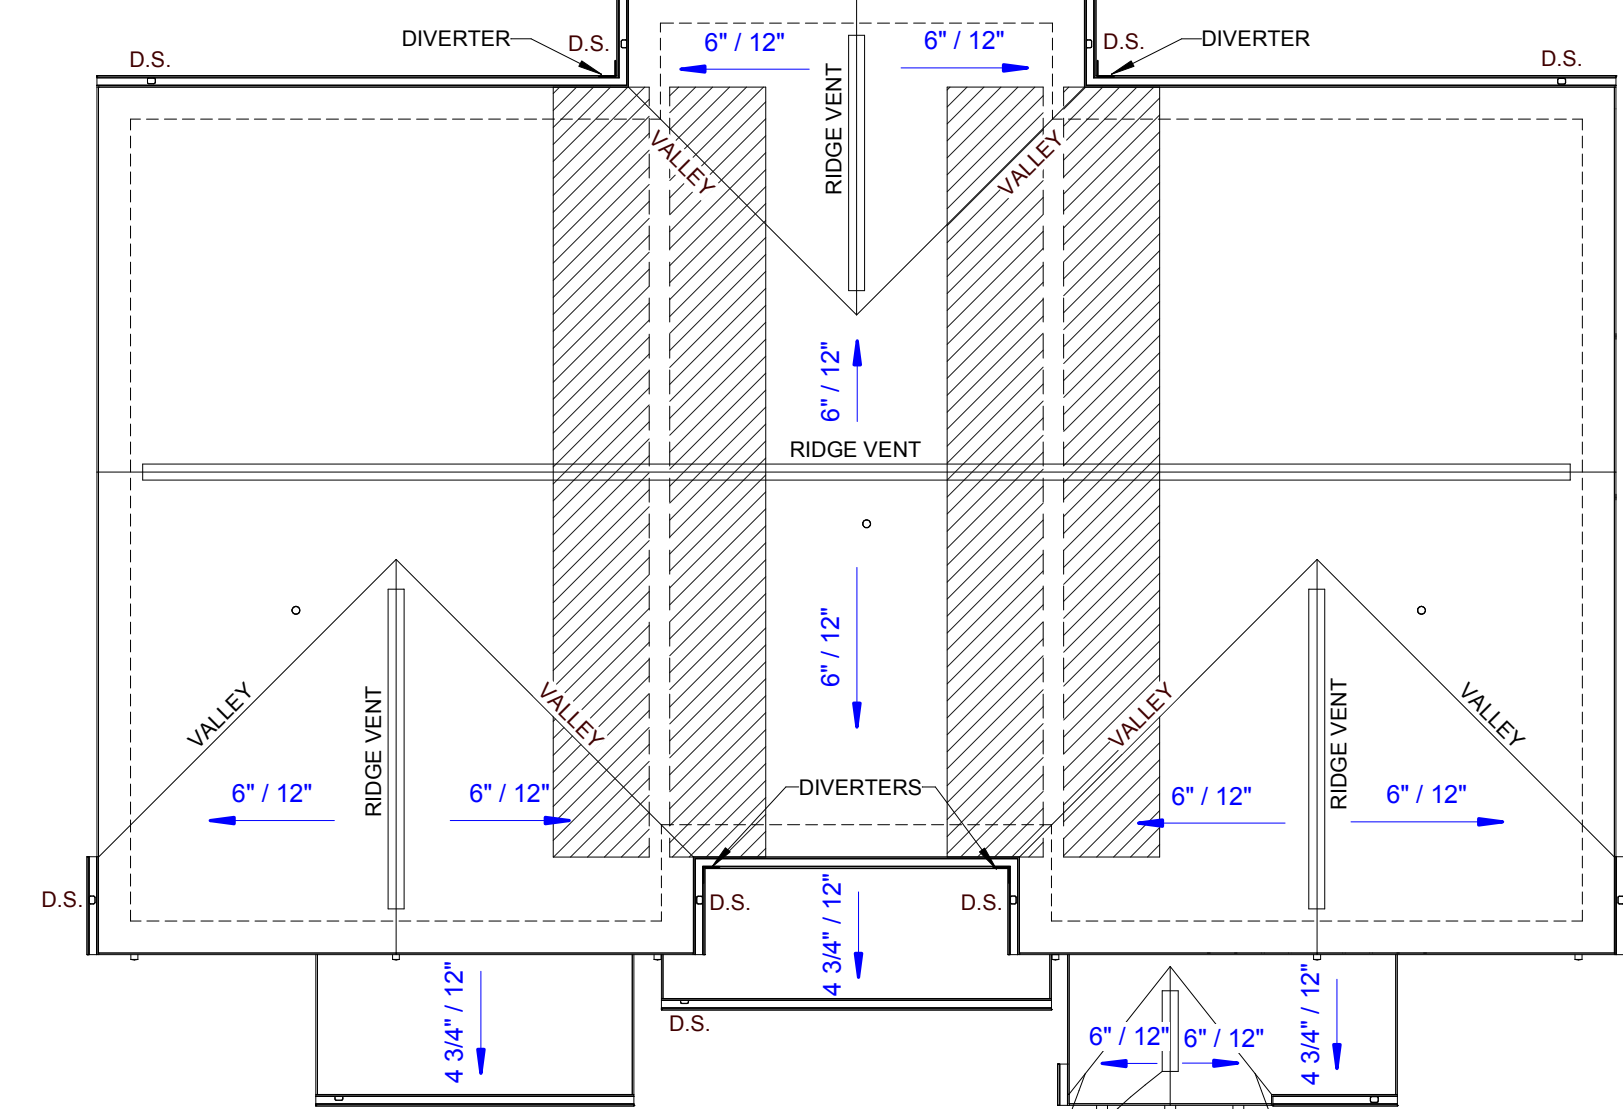 DIVERTER
D.S.
6" / 12"
6" / 12"
D.S.
DIVERTER
D.S.
D.S.
RIDGE VENT
VALLEY
VALLEY
6" / 12"
RIDGE VENT
6" / 12"
VALLEY
RIDGE VENT
VALLEY
VALLEY
RIDGE VENT
VALLEY
6" / 12"
6" / 12"
DIVERTERS
6" / 12"
6" / 12"
D.S.
D.S.
4 3/4" / 12"
D.S.
4 3/4" / 12"
D.S.
6" / 12"
6" / 12"
4 3/4" / 12"